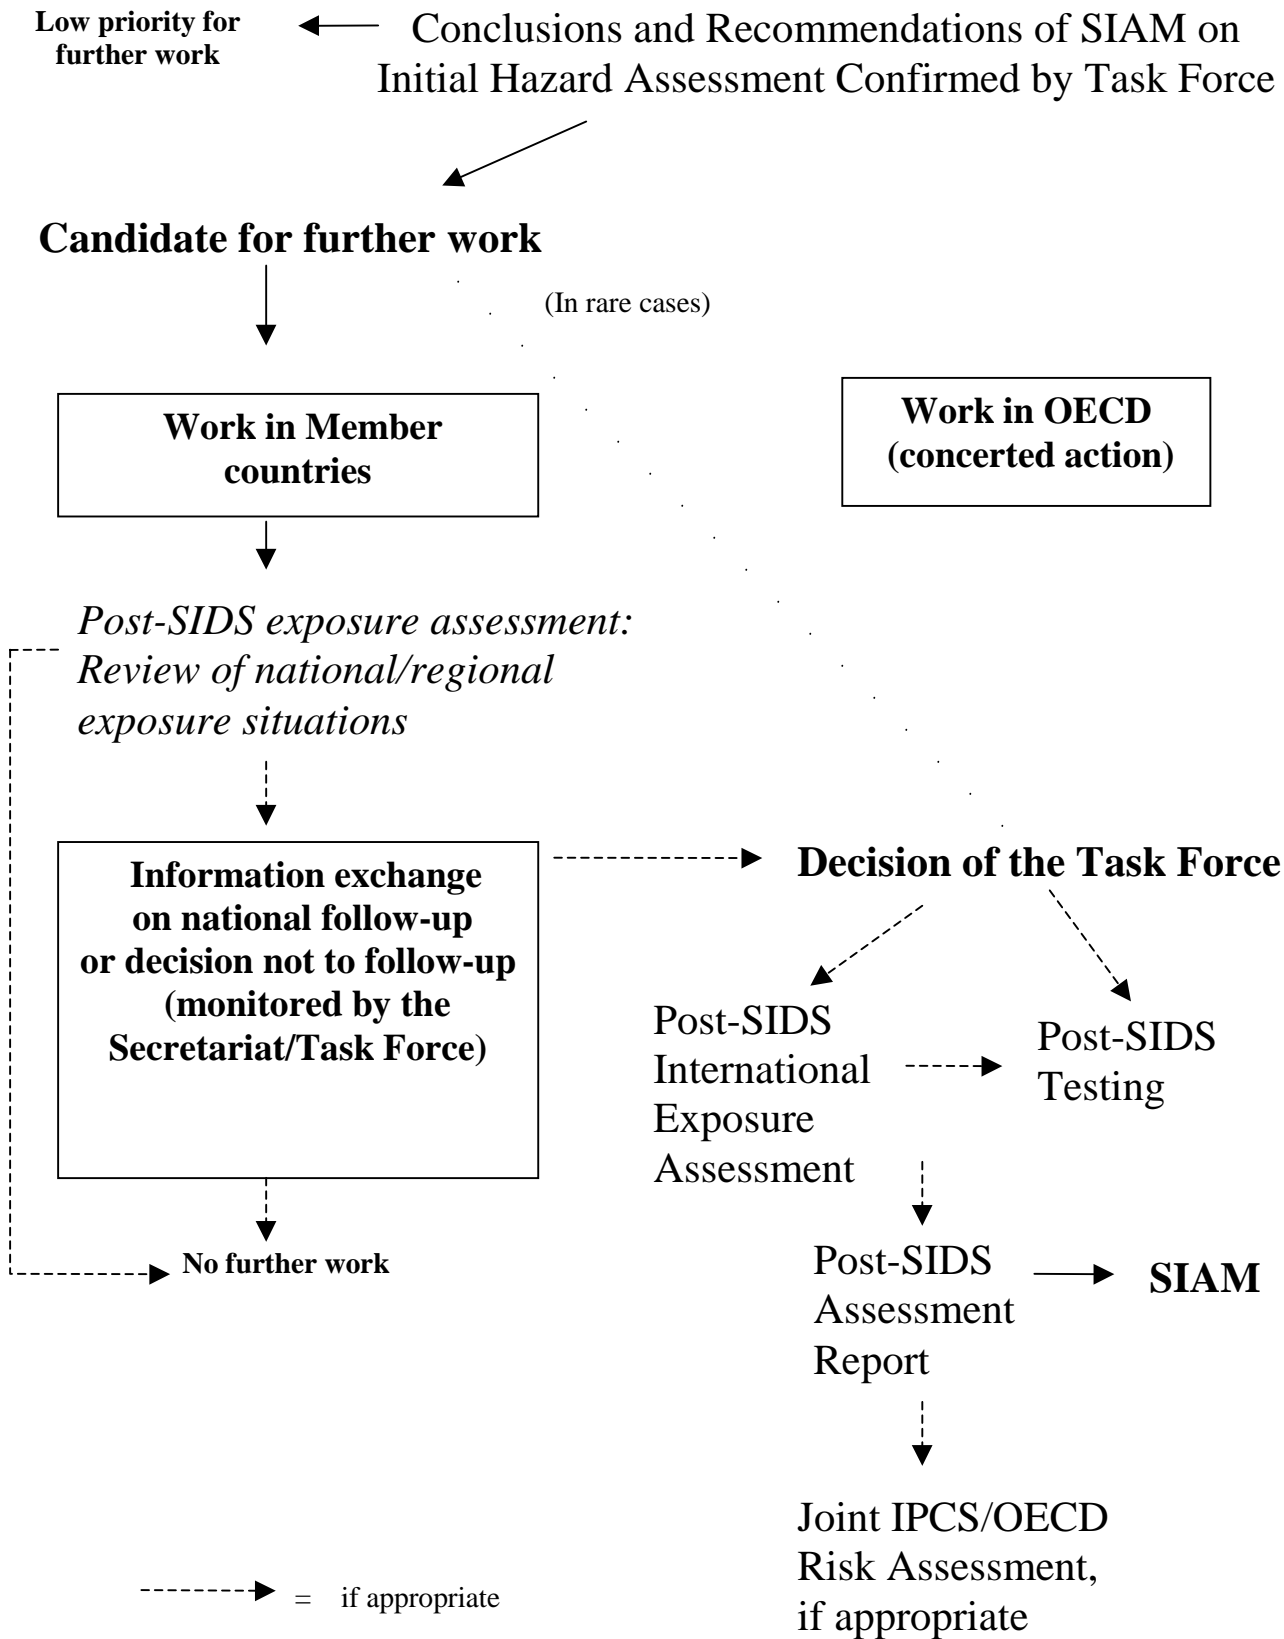 Low priority for
further work
Conclusions and Recommendations of SIAM on
Initial Hazard Assessment Confirmed by Task Force
Candidate for further work
(In rare cases)
Work in Member
countries
Work in OECD
(concerted action)
Post-SIDS exposure assessment:
Review of national/regional
exposure situations
Information exchange
on national follow-up
or decision not to follow-up
(monitored by the
Secretariat/Task Force)
Decision of the Task Force
Post-SIDS
International
Exposure
Assessment
Post-SIDS
Testing
No further work
Post-SIDS
Assessment
Report
SIAM
Joint IPCS/OECD
Risk Assessment,
if appropriate
= if appropriate